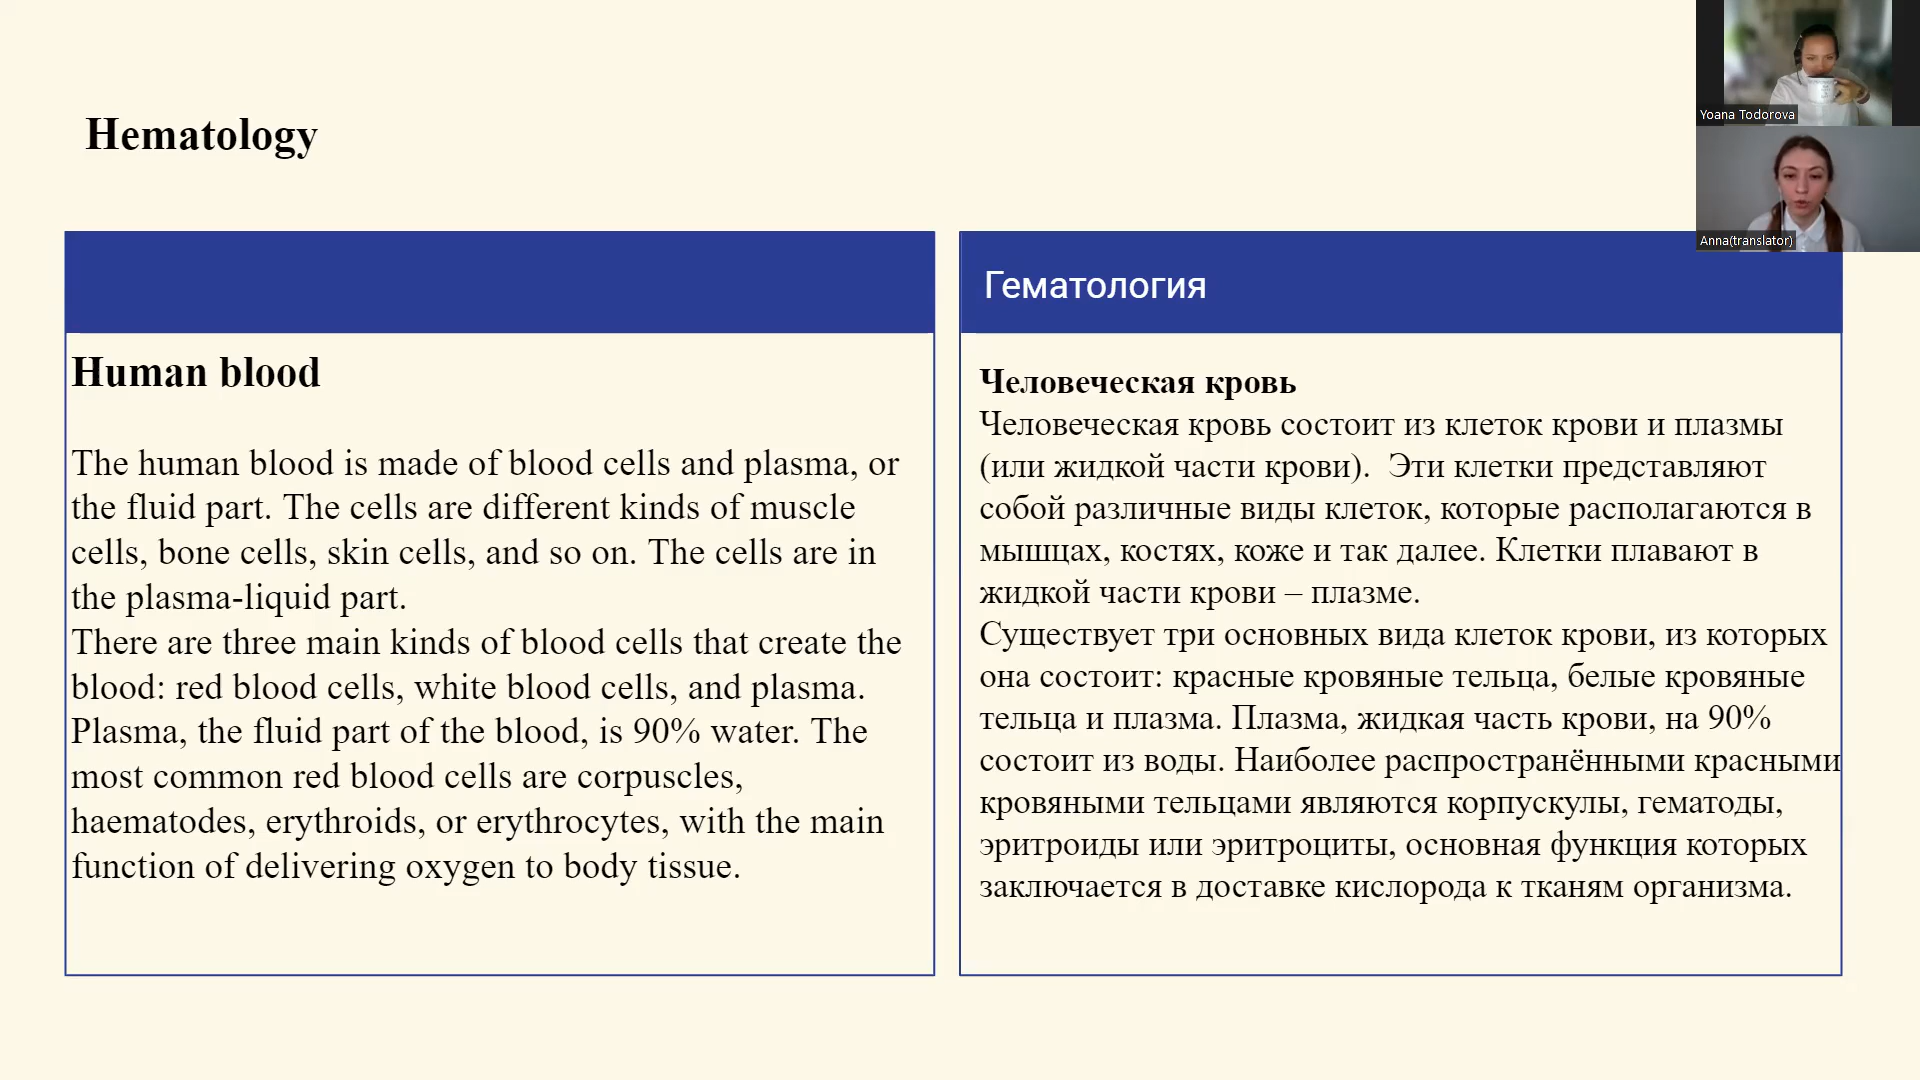 Hematology
Yoana Todorova
Anna(translator)
Human blood
The human blood is made of blood cells and plasma, or
the fluid part. The cells are different kinds of muscle
cells, bone cells, skin cells, and so on. The cells are in
the plasma-liquid part.
There are three main kinds of blood cells that create the
blood: red blood cells, white blood cells, and plasma.
Plasma, the fluid part of the blood, is 90% water. The
most common red blood cells are corpuscles,
haematodes, erythroids, or erythrocytes, with the main
function of delivering oxygen to body tissue.
Гематология
Человеческая кровь
Человеческая кровь состоит из клеток крови и плазмы
(или жидкой части крови). Эти клетки представляют
собой различные виды клеток, которые располагаются в
мышцах, костях, коже и так далее. Клетки плавают в
жидкой части крови – плазме.
Существует три основных вида клеток крови, из которых
она состоит: красные кровяные тельца, белые кровяные
тельца и плазма. Плазма, жидкая часть крови, на 90%
состоит из воды. Наиболее распространёнными красными
кровяными тельцами являются корпускулы, гематоды,
эритроиды или эритроциты, основная функция которых
заключается в доставке кислорода к тканям организма.